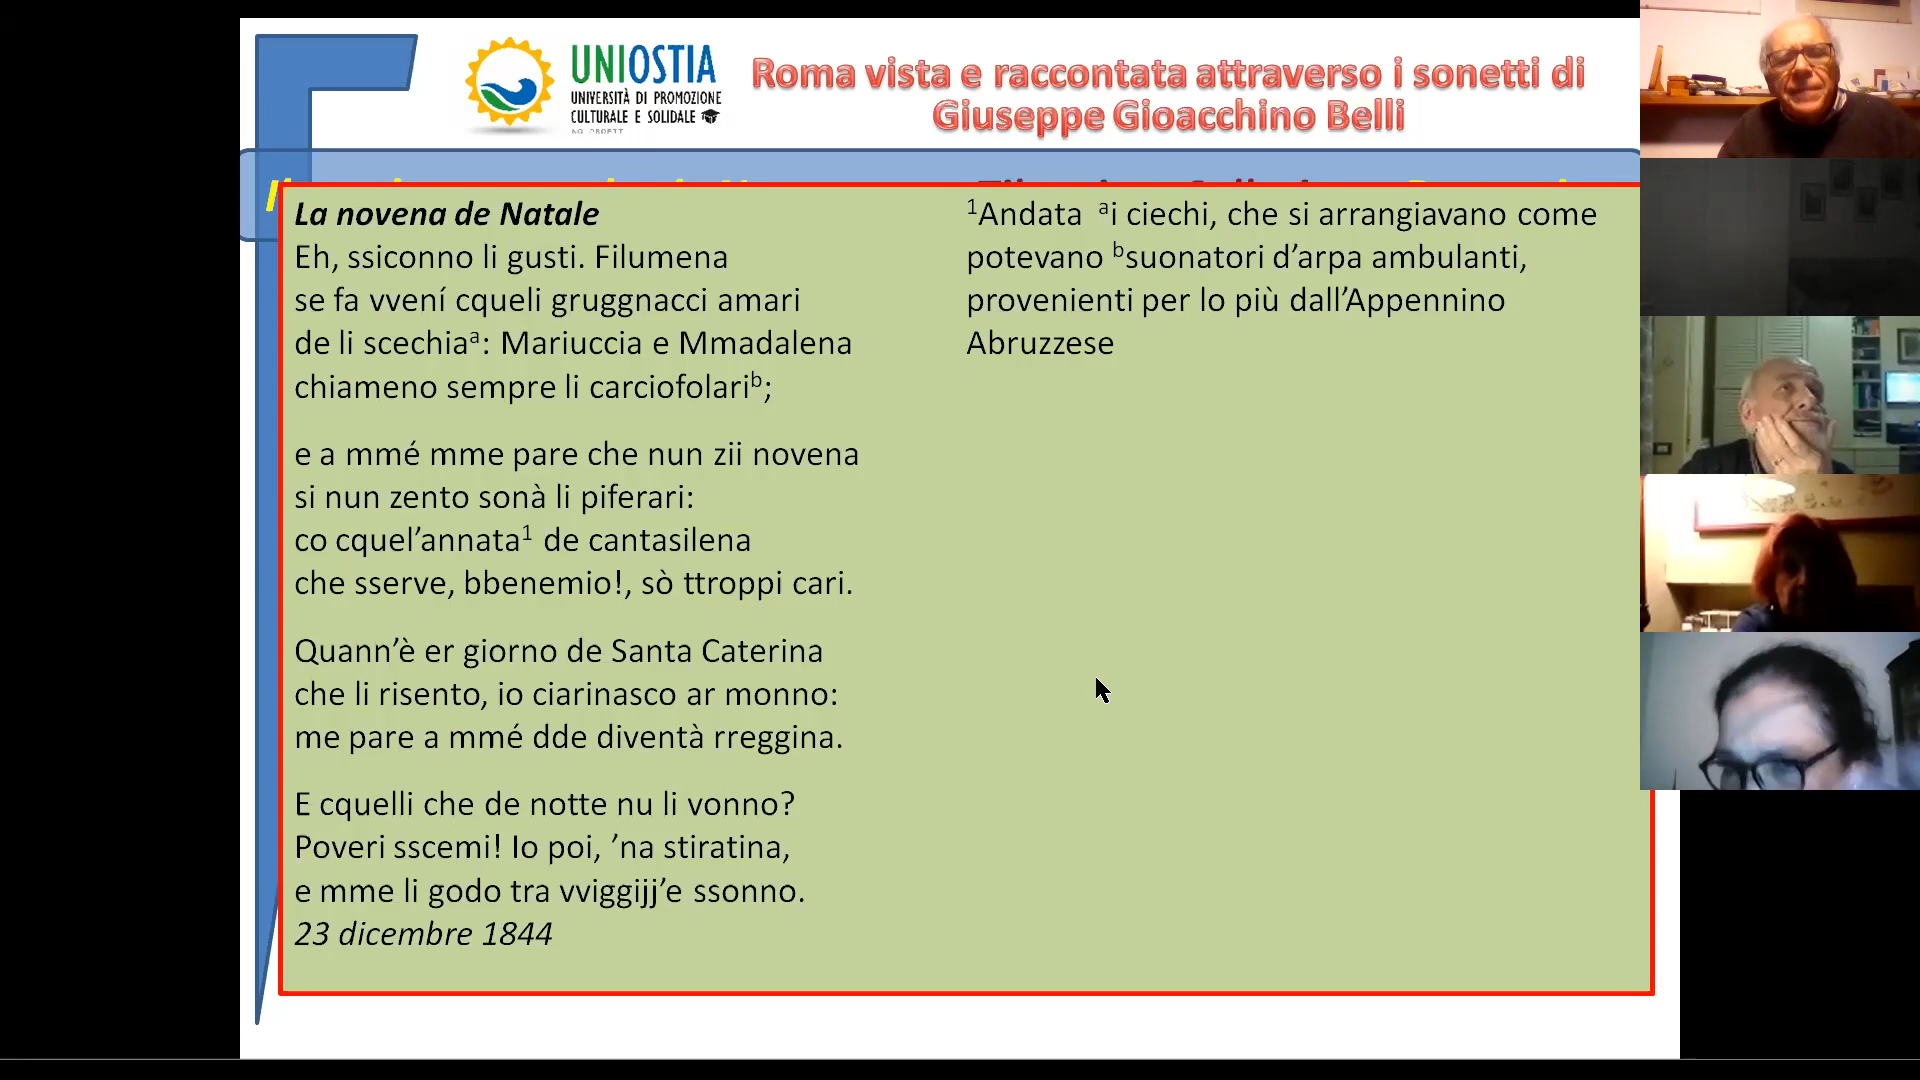 UNIOSTIA
UNIVERSITÀ DI PROMOZIONE
CULTURALE E SOLIDALE
NO PROFIT
Roma vista e raccontata attraverso i sonetti di
Giuseppe Gioacchino Belli
La novena de Natale
Eh, ssiconno li gusti. Filumena
se fa vvení cqueli gruggnacci amari
de li scechiaª: Mariuccia e Mmadalena
chiameno sempre li carciofolariᵇ;
e a mmé mme pare che nun zii novena
si nun zento sonà li piferari:
co cquel’annata¹ de cantasilena
che sserve, bbenemio!, sò ttroppi cari.
Quann’è er giorno de Santa Caterina
che li risento, io ciarinasco ar monno:
me pare a mmé dde diventà rreggina.
E cquelli che de notte nu li vonno?
Poveri sscemi! Io poi, ’na stiratina,
e mme li godo tra vviggijj’e ssonno.
23 dicembre 1844
¹Andata ªi ciechi, che si arrangiavano come
potevano ᵇsuonatori d’arpa ambulanti,
provenienti per lo più dall’Appennino
Abruzzese